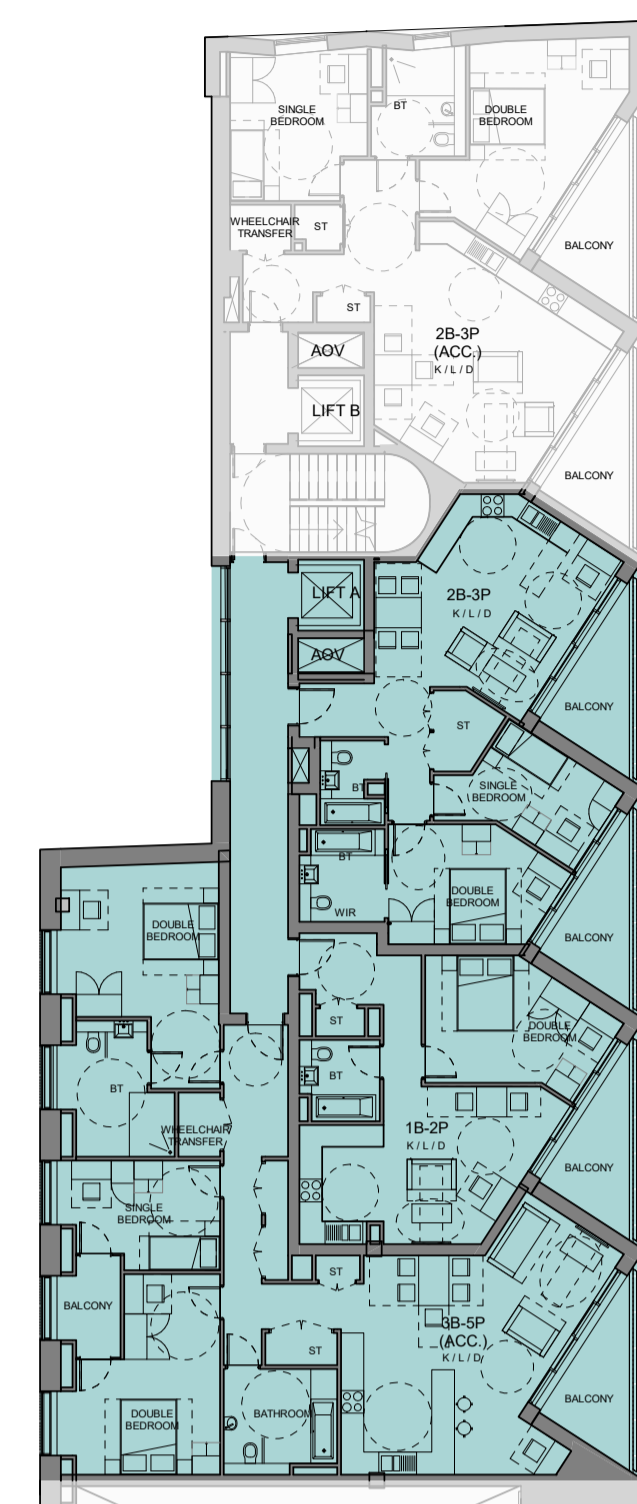 SINGLE
BEDROOM
BT
DOUBLE
BEDROOM
WHEELCHAIR
TRANSFER
ST
BALCONY
ST
AOV
2B-3P
(ACC.)
K / L / D
LIFT B
BALCONY
LIFT A
2B-3P
K / L / D
AOV
BALCONY
ST
BT
SINGLE
BEDROOM
BT
DOUBLE
BEDROOM
WIR
DOUBLE
BEDROOM
BALCONY
ST
DOUBLE
BEDROOM
BT
BT
1B-2P
K / L / D
WHEELCHAIR
TRANSFER
BALCONY
SINGLE
BEDROOM
ST
BALCONY
3B-5P
(ACC.)
K / L / D
ST
BALCONY
DOUBLE
BEDROOM
BATHROOM